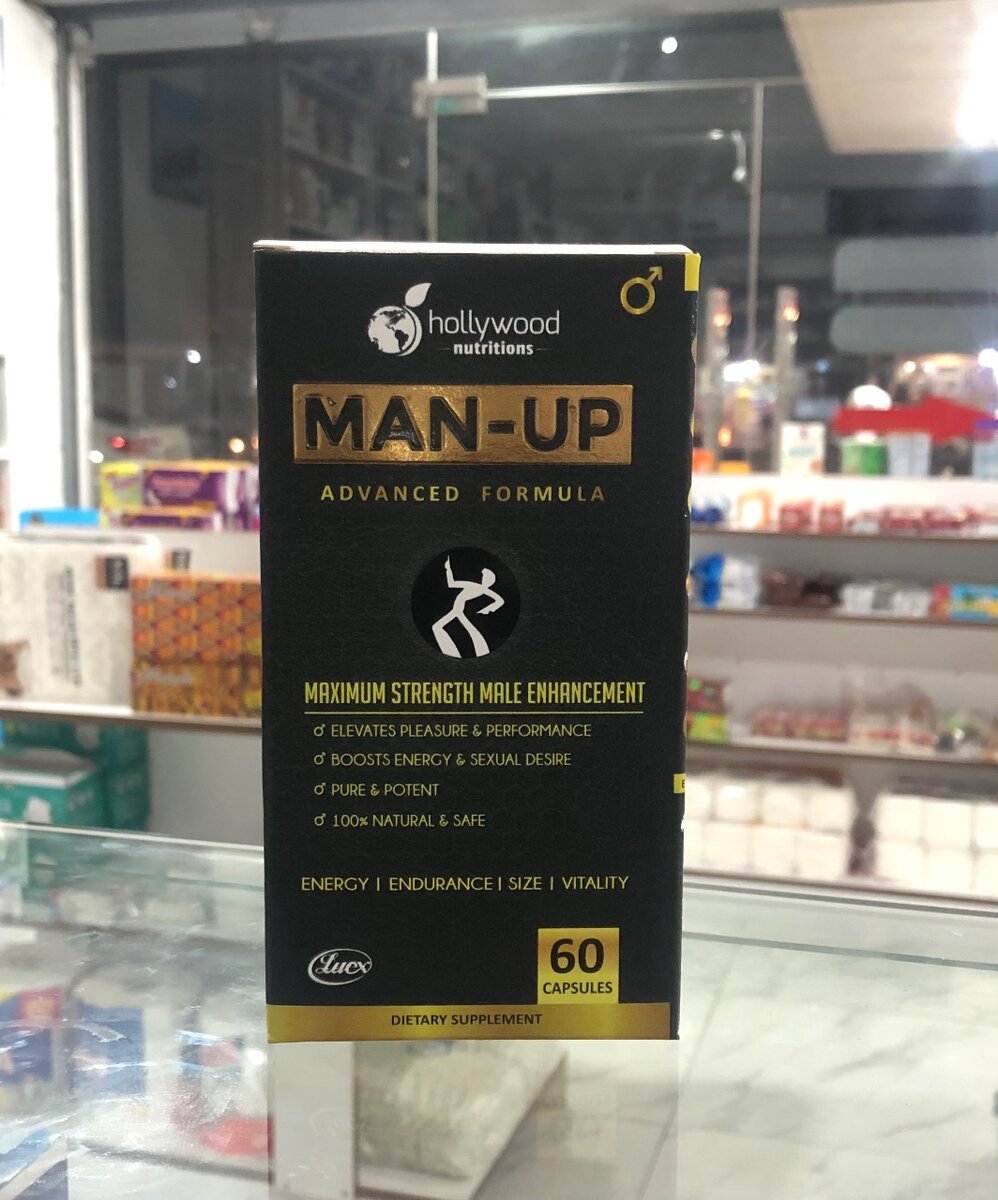 hollywood
nutritions
MAN-UP
ADVANCED FORMULA
MAXIMUM STRENGTH MALE ENHANCEMENT
♂ ELEVATES PLEASURE & PERFORMANCE
♂ BOOSTS ENERGY & SEXUAL DESIRE
♂ PURE & POTENT
♂ 100% NATURAL & SAFE
ENERGY | ENDURANCE | SIZE | VITALITY
Lucx
60
CAPSULES
DIETARY SUPPLEMENT